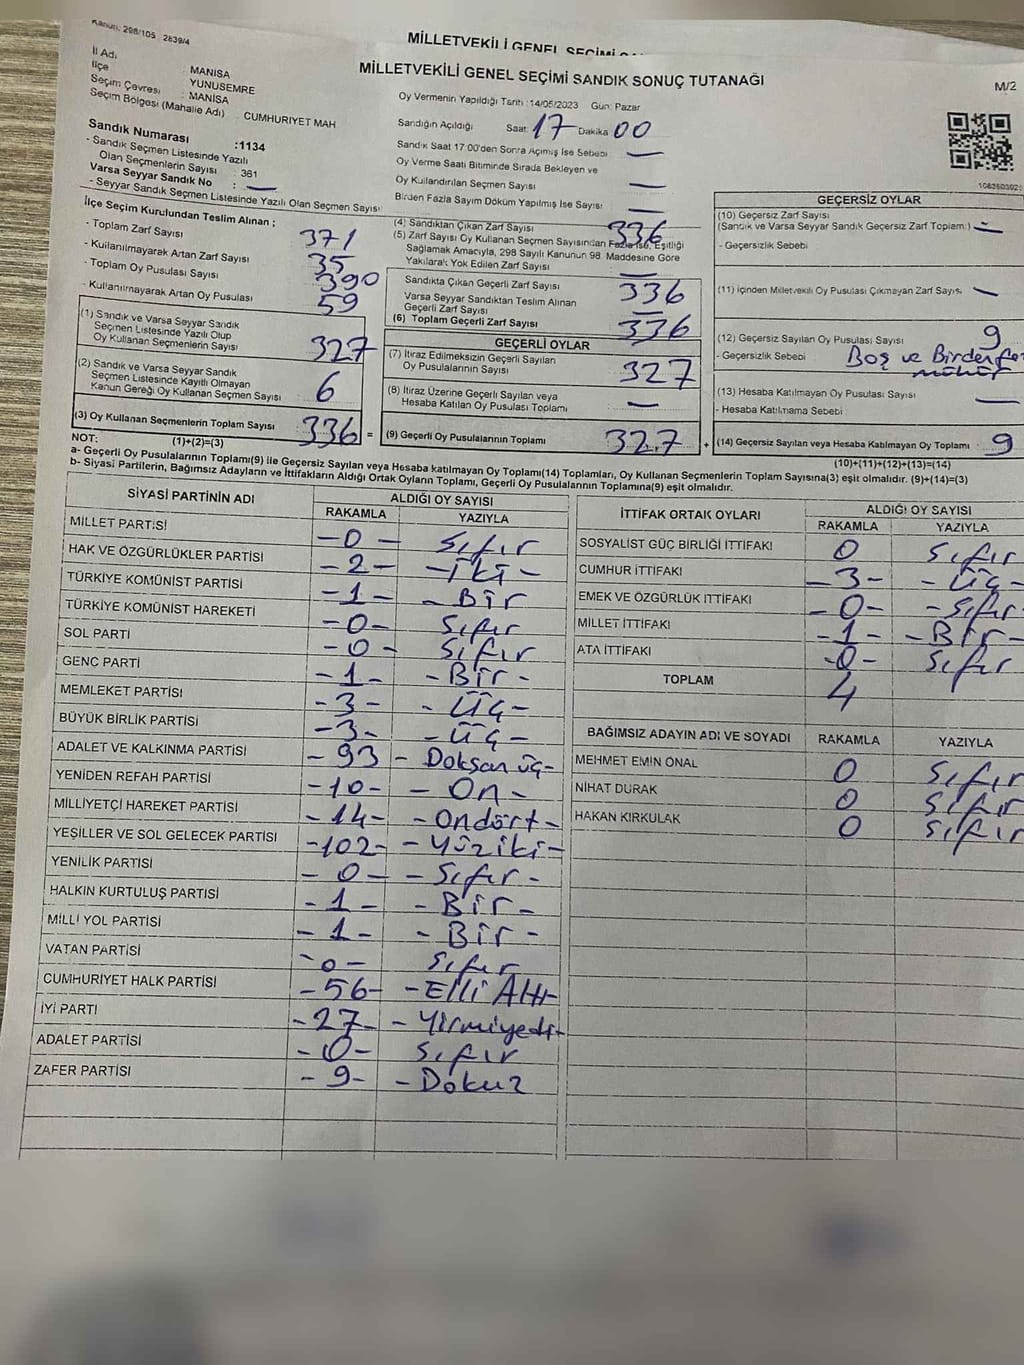 Kanun: 298/105 2839/4
MİLLETVEKİLİ GENEL SEÇİMİ
MİLLETVEKİLİ GENEL SEÇİMİ SANDIK SONUÇ TUTANAĞI
M/2
İl Adı : MANİSA
İlçe : YUNUSEMRE
Seçim Çevresi : MANİSA
Seçim Bölgesi (Mahalle Adı) : CUMHURIYET MAH
Sandık Numarası :1134
- Sandık Seçmen Listesinde Yazılı
Olan Seçmenlerin Sayısı : 361
Varsa Seyyar Sandık No : —
- Seyyar Sandık Seçmen Listesinde Yazılı Olan Seçmen Sayısı
Oy Vermenin Yapıldığı Tarih :14/05/2023 Gün: Pazar
Sandığın Açıldığı Saat: 17 Dakika 00
Sandık Saat 17:00'den Sonra Açılmış İse Sebebi —
Oy Verme Saati Bitiminde Sırada Bekleyen ve
Oy Kullandırılan Seçmen Sayısı —
Birden Fazla Sayım Döküm Yapılmış İse Sayısı —
İlçe Seçim Kurulundan Teslim Alınan ;
- Toplam Zarf Sayısı 371
- Kullanılmayarak Artan Zarf Sayısı 35
- Toplam Oy Pusulası Sayısı 390
- Kullanılmayarak Artan Oy Pusulası 59
(1) Sandık ve Varsa Seyyar Sandık
Seçmen Listesinde Yazılı Olup
Oy Kullanan Seçmenlerin Sayısı 327
(2) Sandık ve Varsa Seyyar Sandık
Seçmen Listesinde Kayıtlı Olmayan
Kanun Gereği Oy Kullanan Seçmen Sayısı 6
(3) Oy Kullanan Seçmenlerin Toplam Sayısı 336 =
(1)+(2)=(3)
(4) Sandıktan Çıkan Zarf Sayısı 336
(5) Zarf Sayısı Oy Kullanan Seçmen Sayısından Fazla ise, Eşitliği
Sağlamak Amacıyla, 298 Sayılı Kanunun 98. Maddesine Göre
Yakılarak Yok Edilen Zarf Sayısı —
Sandıkta Çıkan Geçerli Zarf Sayısı 336
Varsa Seyyar Sandıktan Teslim Alınan
Geçerli Zarf Sayısı —
(6) Toplam Geçerli Zarf Sayısı 336
GEÇERLİ OYLAR
(7) İtiraz Edilmeksizin Geçerli Sayılan
Oy Pusulalarının Sayısı 327
(8) İtiraz Üzerine Geçerli Sayılan veya
Hesaba Katılan Oy Pusulası Toplamı —
(9) Geçerli Oy Pusulalarının Toplamı 327 +
GEÇERSİZ OYLAR
(10) Geçersiz Zarf Sayısı
(Sandık ve Varsa Seyyar Sandık Geçersiz Zarf Toplamı) —
- Geçersizlik Sebebi
(11) İçinden Milletvekili Oy Pusulası Çıkmayan Zarf Sayısı —
(12) Geçersiz Sayılan Oy Pusulası Sayısı 9
- Geçersizlik Sebebi Boş ve
mühür
(13) Hesaba Katılmayan Oy Pusulası Sayısı —
- Hesaba Katılmama Sebebi
(14) Geçersiz Sayılan veya Hesaba Katılmayan Oy Toplamı 9
(10)+(11)+(12)+(13)=(14)
NOT:
a- Geçerli Oy Pusulalarının Toplamı(9) ile Geçersiz Sayılan veya Hesaba katılmayan Oy Toplamı(14) Toplamları, Oy Kullanan Seçmenlerin Toplam Sayısına(3) eşit olmalıdır. (9)+(14)=(3)
b- Siyasi Partilerin, Bağımsız Adayların ve İttifakların Aldığı Ortak Oyların Toplamı, Geçerli Oy Pusulalarının Toplamına(9) eşit olmalıdır.
SİYASİ PARTİNİN ADI ALDIĞI OY SAYISI
RAKAMLA YAZIYLA
MİLLET PARTİSİ -0- Sıfır
HAK VE ÖZGÜRLÜKLER PARTİSİ -2- -İki-
TÜRKİYE KOMÜNİST PARTİSİ -1- - Bir
TÜRKİYE KOMÜNİST HAREKETİ -0- Sıfır
SOL PARTİ -0- Sıfır
GENÇ PARTİ -1- - Bir -
MEMLEKET PARTİSİ -3- - Üç-
BÜYÜK BİRLİK PARTİSİ -3- - Üç-
ADALET VE KALKINMA PARTİSİ -93 - Doksan üç-
YENİDEN REFAH PARTİSİ -10- - On -
MİLLİYETÇİ HAREKET PARTİSİ -14- - Ondört -
YEŞİLLER VE SOL GELECEK PARTİSİ -102- - Yüziki-
YENİLİK PARTİSİ -0- - Sıfır -
HALKIN KURTULUŞ PARTİSİ -1- - Bir -
MİLLİ YOL PARTİSİ -1- - Bir -
VATAN PARTİSİ -0- Sıfır
CUMHURİYET HALK PARTİSİ -56- -Elli Altı-
İYİ PARTİ -27- - Yirmiyedi-
ADALET PARTİSİ -0- Sıfır
ZAFER PARTİSİ -9- - Dokuz
İTTİFAK ORTAK OYLARI ALDIĞI OY SAYISI
RAKAMLA YAZIYLA
SOSYALİST GÜÇ BİRLİĞİ İTTİFAKI 0 Sıfır
CUMHUR İTTİFAKI -3- - Üç-
EMEK VE ÖZGÜRLÜK İTTİFAKI -0- - Sıfır-
MİLLET İTTİFAKI -1- - Bir -
ATA İTTİFAKI -0- Sıfır
TOPLAM 4
BAĞIMSIZ ADAYIN ADI VE SOYADI RAKAMLA YAZIYLA
MEHMET EMIN ÖNAL 0 Sıfır
NİHAT DURAK 0 Sıfır
HAKAN KIRKULAK 0 Sıfır